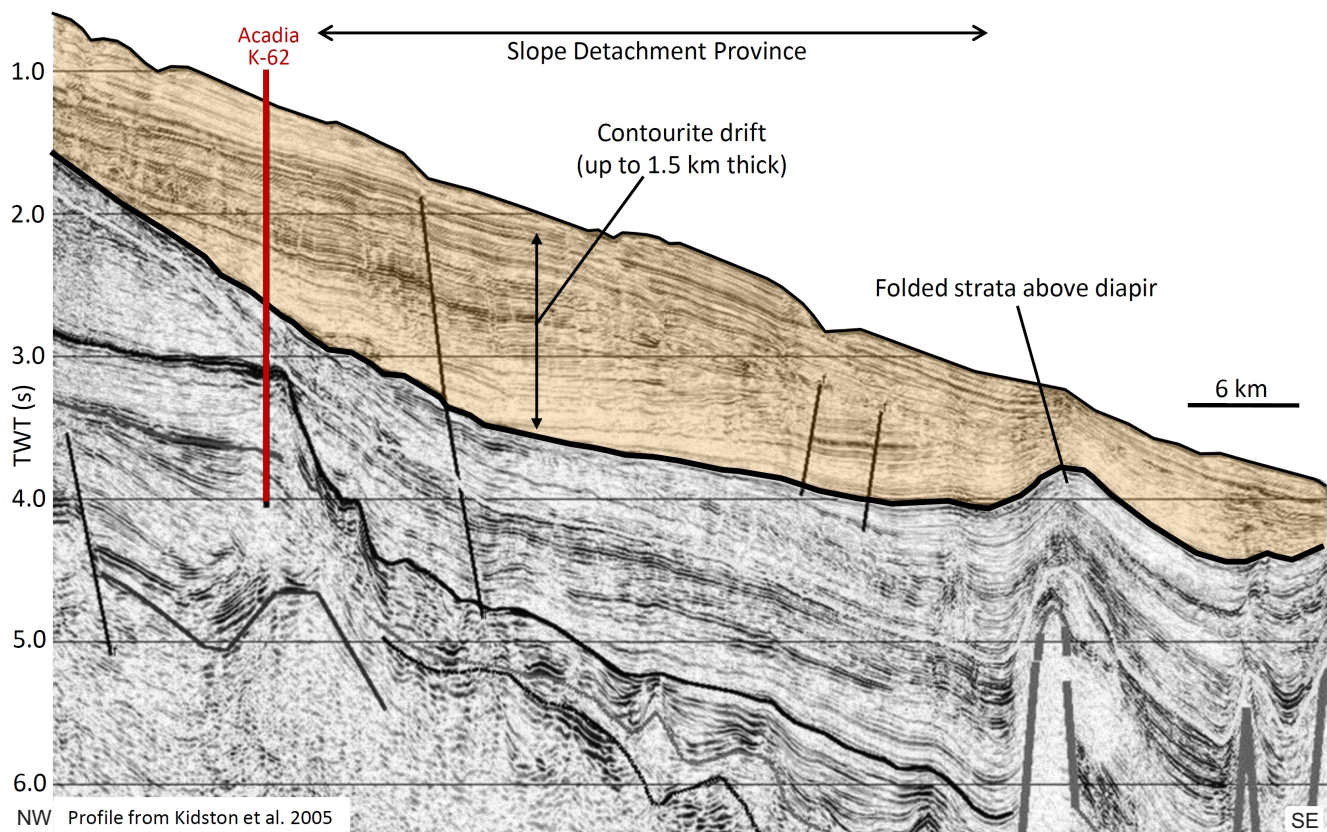 Acadia
K-62
Slope Detachment Province
1.0
Contourite drift
(up to 1.5 km thick)
2.0
Folded strata above diapir
3.0
6 km
TWT (s)
4.0
5.0
6.0
NW
Profile from Kidston et al. 2005
SE